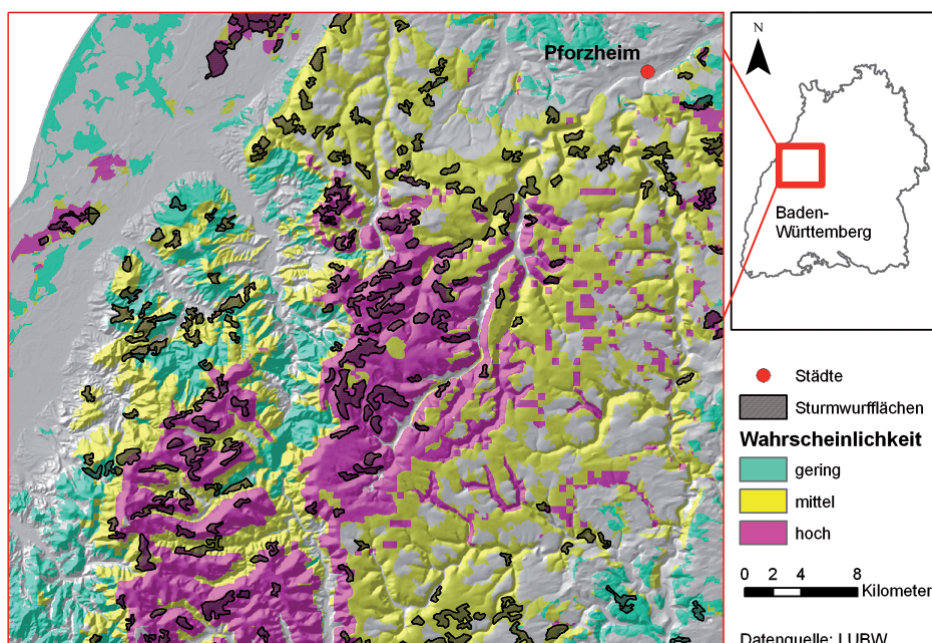 Pforzheim
N
Baden-
Württemberg
Städte
Sturmwurfflächen
Wahrscheinlichkeit
gering
mittel
hoch
0 2 4 8
Kilometer
Datenquelle: LUBW